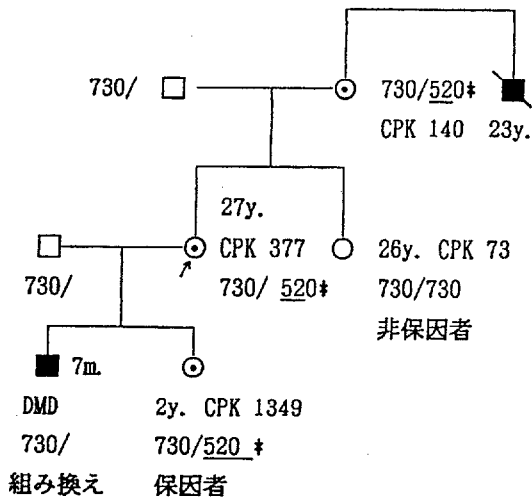 730/ 730/520‡
CPK 140 23y.
27y.
CPK 377 26y. CPK 73
730/ 730/ 520‡ 730/730
非保因者
7m.
DMD 2y. CPK 1349
730/ 730/520 ‡
組み換え 保因者